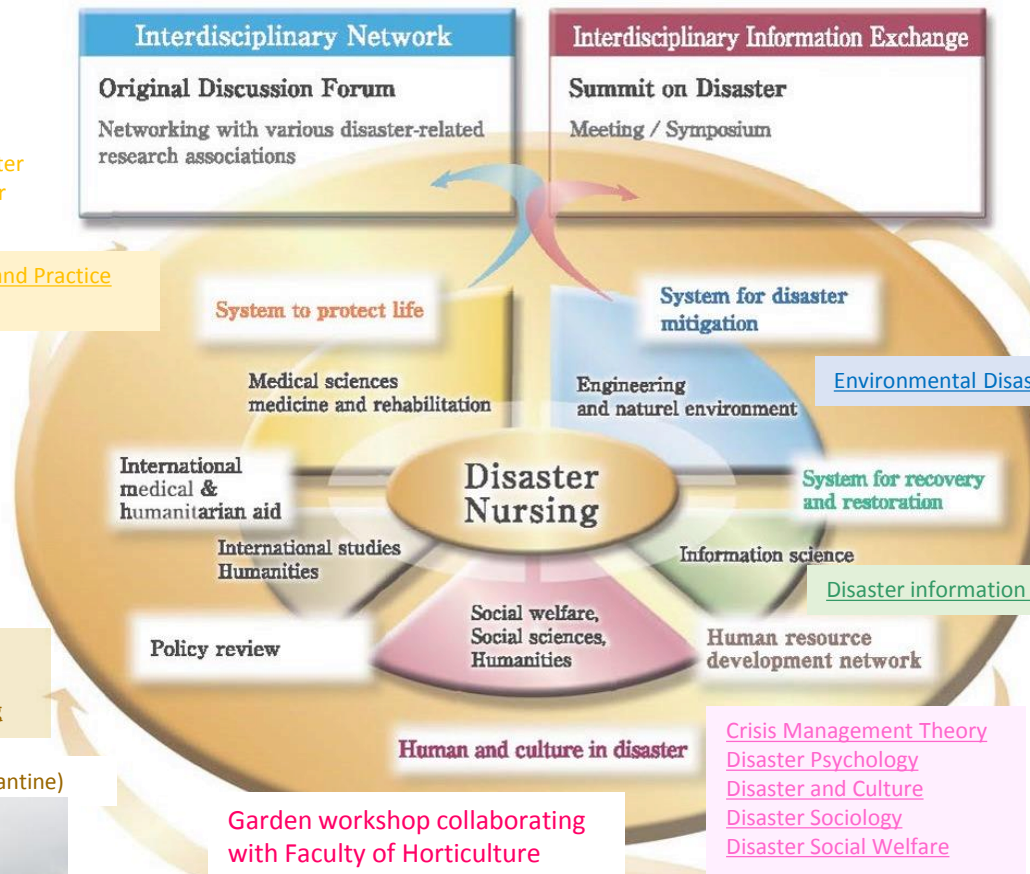 Interdisciplinary Network
Original Discussion Forum
Networking with various disaster-related
research associations
Interdisciplinary Information Exchange
Summit on Disaster
Meeting / Symposium
and Practice
System to protect life
Medical sciences
medicine and rehabilitation
System for disaster
mitigation
Engineering
and naturel environment
Environmental
International
medical &
humanitarian aid
International studies
Humanities
Disaster
Nursing
System for recovery
and restoration
Information science
Disaster information
Policy review
Social welfare,
Social sciences,
Humanities
Human resource
development network
Human and culture in disaster
Crisis Management Theory
Disaster Psychology
Disaster and Culture
Disaster Sociology
Disaster Social Welfare
Garden workshop collaborating
with Faculty of Horticulture